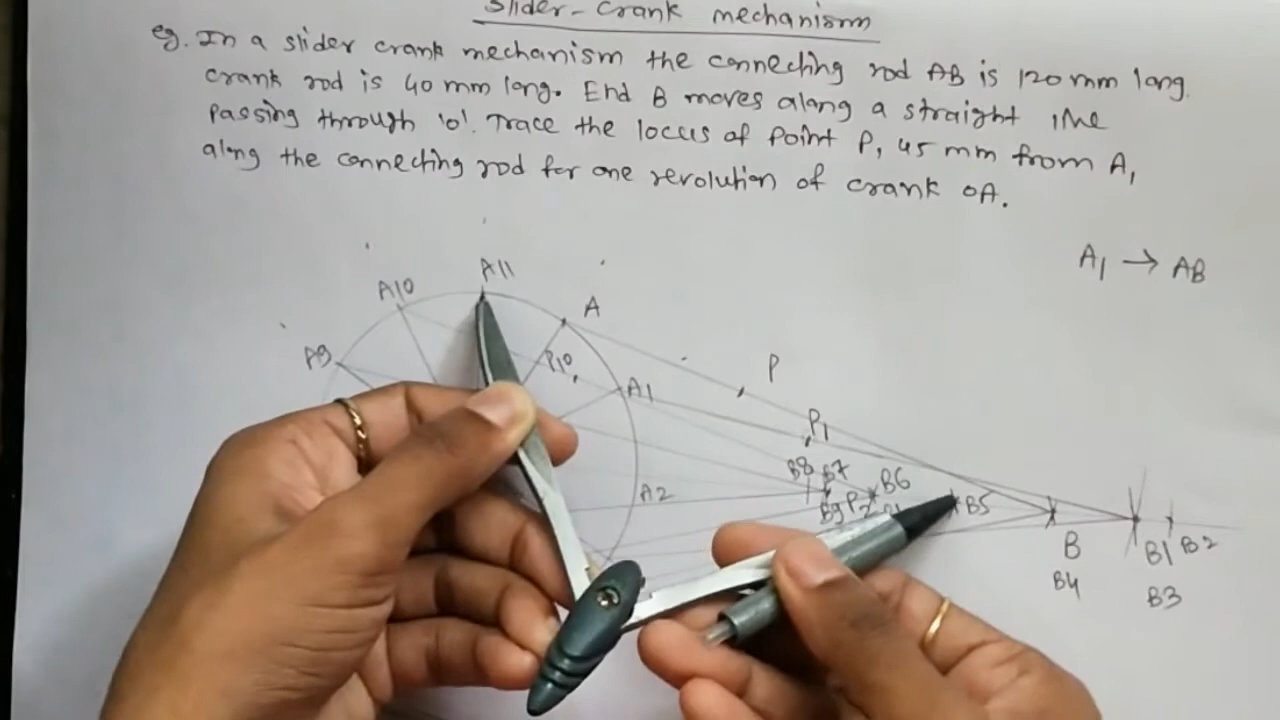 Slider-Crank mechanism
eg. In a slider crank mechanism the connecting rod AB is 120 mm long.
crank rod is 40 mm long. End B moves along a straight line
Passing through 'o'. Trace the locus of Point P, 45 mm from A,
along the connecting rod for one revolution of crank OA.
A1 → AB
A11
A10
A
A9
P10
P
A1
P1
B8 B7 B6
A2
B9 P2
B5
B
B1 B2
B4
B3